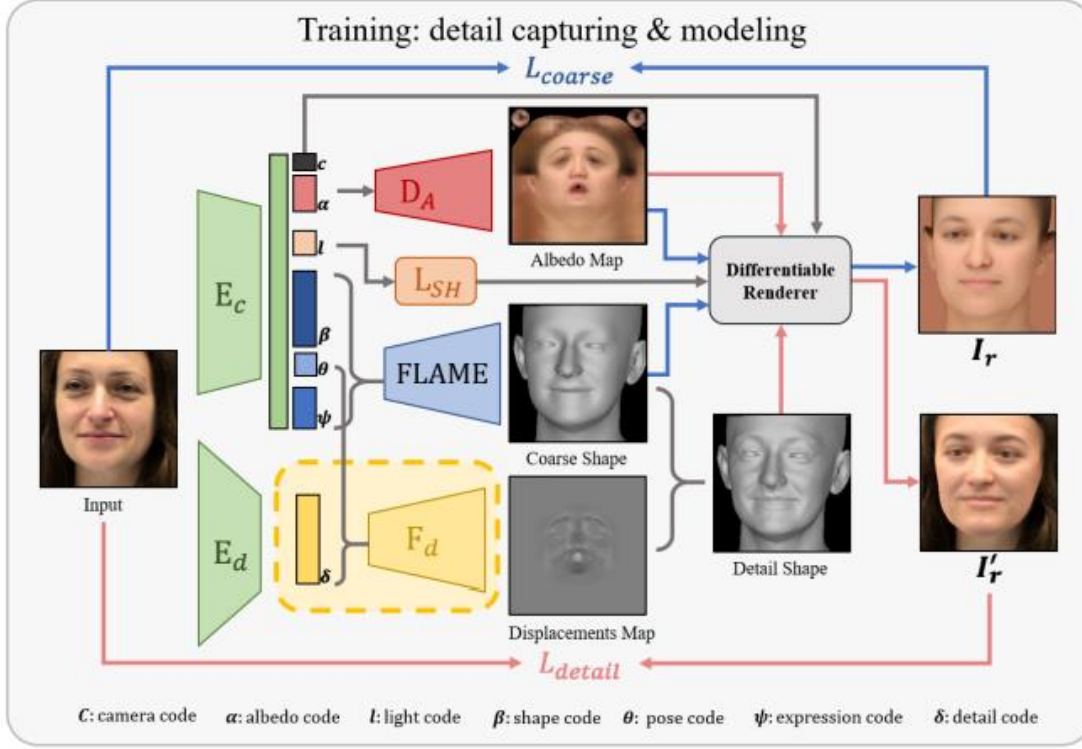 Training: detail capturing & modeling
L_coarse
c
α
D_A
Albedo Map
l
L_SH
Differentiable
Renderer
E_c
β
θ
FLAME
ψ
I_r
Coarse Shape
Input
E_d
δ
F_d
Detail Shape
I'_r
Displacements Map
L_detail
C: camera code α: albedo code l: light code β: shape code θ: pose code ψ: expression code δ: detail code